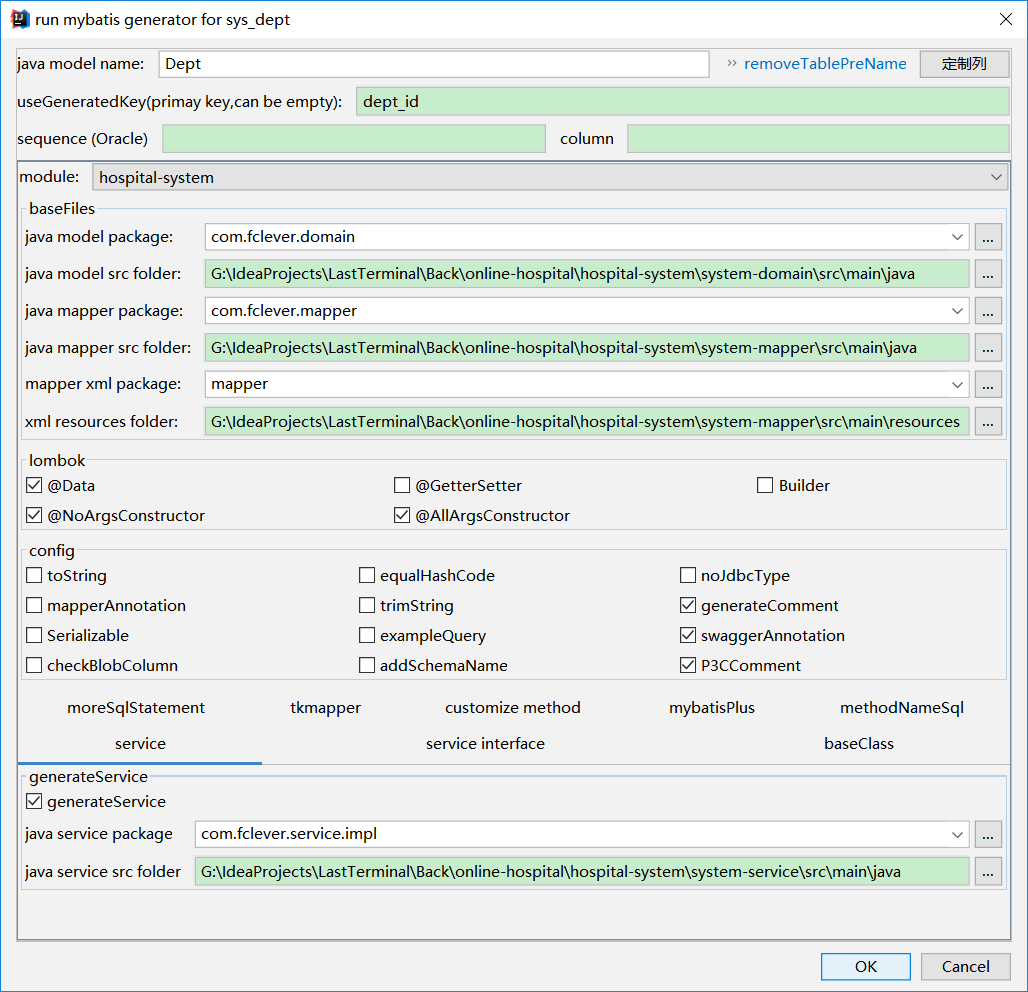 run mybatis generator for sys_dept
java model name: Dept >> removeTablePreName 定制列
useGeneratedKey(primay key,can be empty): dept_id
sequence (Oracle) column
module: hospital-system
baseFiles
java model package: com.fclever.domain ...
java model src folder: G:\IdeaProjects\LastTerminal\Back\online-hospital\hospital-system\system-domain\src\main\java ...
java mapper package: com.fclever.mapper ...
java mapper src folder: G:\IdeaProjects\LastTerminal\Back\online-hospital\hospital-system\system-mapper\src\main\java ...
mapper xml package: mapper ...
xml resources folder: G:\IdeaProjects\LastTerminal\Back\online-hospital\hospital-system\system-mapper\src\main\resources ...
lombok
@Data @GetterSetter Builder
@NoArgsConstructor @AllArgsConstructor
config
toString equalHashCode noJdbcType
mapperAnnotation trimString generateComment
Serializable exampleQuery swaggerAnnotation
checkBlobColumn addSchemaName P3CComment
moreSqlStatement tkmapper customize method mybatisPlus methodNameSql
service service interface baseClass
generateService
generateService
java service package com.fclever.service.impl ...
java service src folder G:\IdeaProjects\LastTerminal\Back\online-hospital\hospital-system\system-service\src\main\java ...
OK Cancel